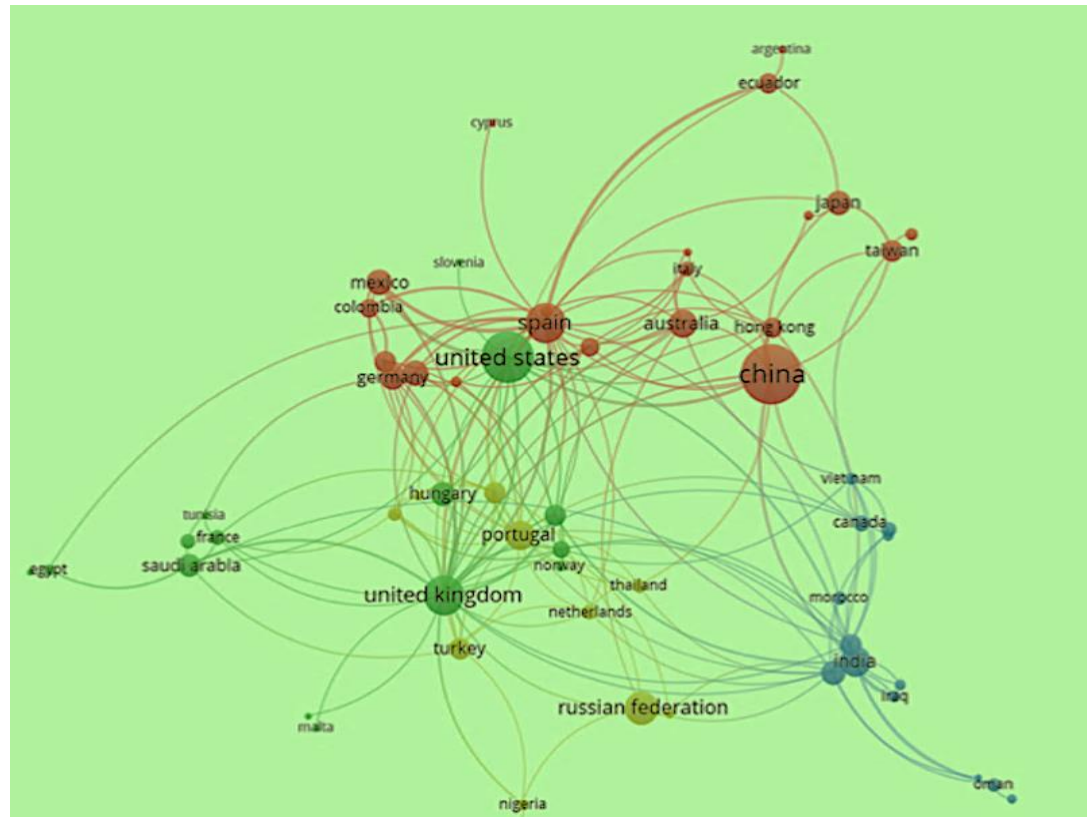 argentina
ecuador
cyprus
japan
taiwan
slovenia
italy
mexico
colombia
spain
australia
hong kong
united states
germany
china
hungary
vietnam
tunisia
canada
france
portugal
saudi arabia
egypt
norway
thailand
united kingdom
netherlands
morocco
turkey
india
iraq
russian federation
malta
oman
nigeria